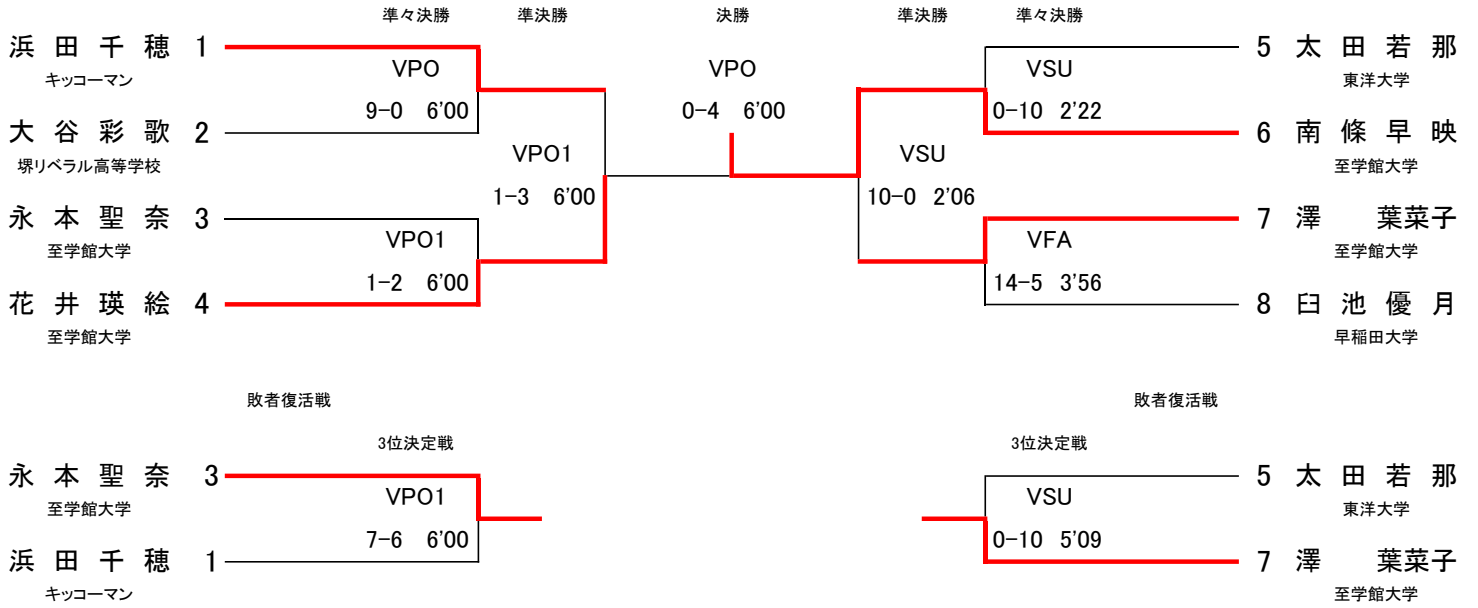 準々決勝 準決勝 決勝 準決勝 準々決勝
浜田千穂 1
キッコーマン
VPO
9-0 6'00
大谷彩歌 2
堺リベラル高等学校
VPO1
1-3 6'00
永本聖奈 3
至学館大学
VPO1
1-2 6'00
花井瑛絵 4
至学館大学
VPO
0-4 6'00
5 太田若那
東洋大学
VSU
0-10 2'22
6 南條早映
至学館大学
VSU
10-0 2'06
7 澤 葉菜子
至学館大学
VFA
14-5 3'56
8 臼池優月
早稲田大学
敗者復活戦
3位決定戦
永本聖奈 3
至学館大学
VPO1
7-6 6'00
浜田千穂 1
キッコーマン
敗者復活戦
3位決定戦
5 太田若那
東洋大学
VSU
0-10 5'09
7 澤 葉菜子
至学館大学